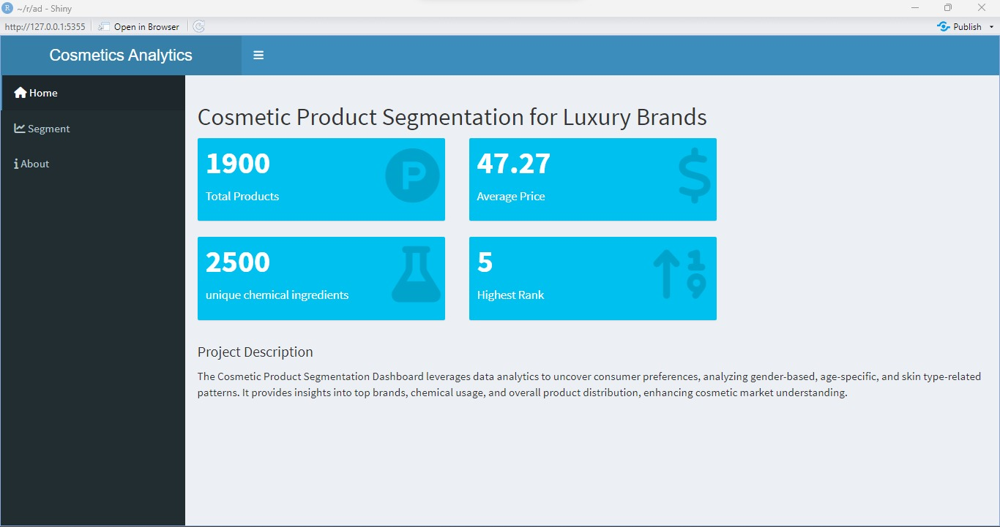 ~/r/ad - Shiny
http://127.0.0.1:5355 Open in Browser Publish
Cosmetics Analytics
Home
Segment
About
Cosmetic Product Segmentation for Luxury Brands
1900
Total Products
47.27
Average Price
2500
unique chemical ingredients
5
Highest Rank
Project Description
The Cosmetic Product Segmentation Dashboard leverages data analytics to uncover consumer preferences, analyzing gender-based, age-specific, and skin type-related
patterns. It provides insights into top brands, chemical usage, and overall product distribution, enhancing cosmetic market understanding.